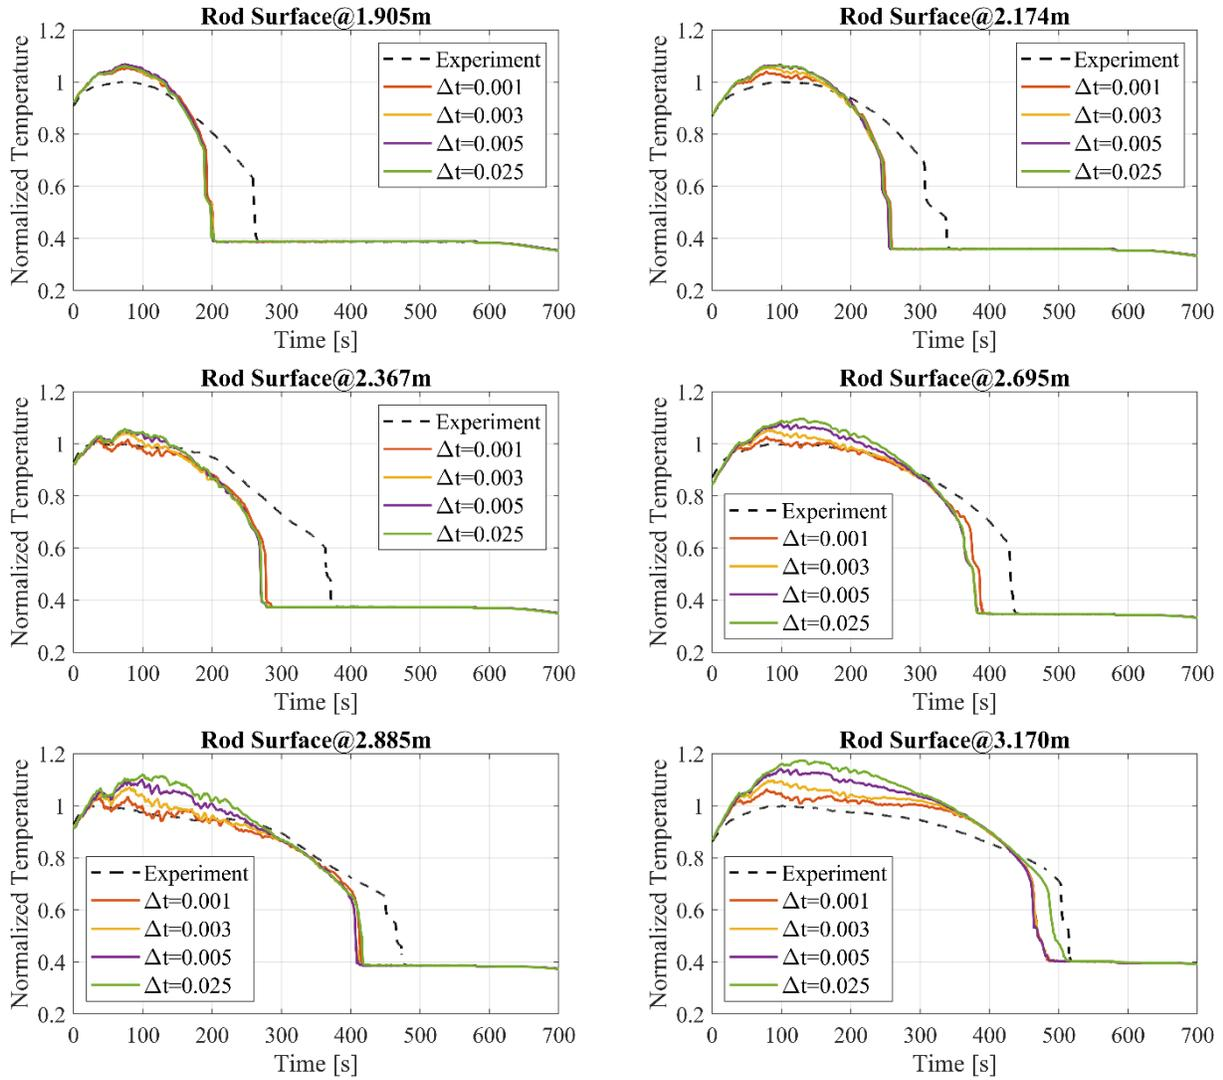 Rod Surface@1.905m
Normalized Temperature
1.2
1
0.8
0.6
0.4
0.2
Experiment
Δt=0.001
Δt=0.003
Δt=0.005
Δt=0.025
0 100 200 300 400 500 600 700
Time [s]
Rod Surface@2.174m
Normalized Temperature
1.2
1
0.8
0.6
0.4
0.2
Experiment
Δt=0.001
Δt=0.003
Δt=0.005
Δt=0.025
0 100 200 300 400 500 600 700
Time [s]
Rod Surface@2.367m
Normalized Temperature
1.2
1
0.8
0.6
0.4
0.2
Experiment
Δt=0.001
Δt=0.003
Δt=0.005
Δt=0.025
0 100 200 300 400 500 600 700
Time [s]
Rod Surface@2.695m
Normalized Temperature
1.2
1
0.8
0.6
0.4
0.2
Experiment
Δt=0.001
Δt=0.003
Δt=0.005
Δt=0.025
0 100 200 300 400 500 600 700
Time [s]
Rod Surface@2.885m
Normalized Temperature
1.2
1
0.8
0.6
0.4
0.2
Experiment
Δt=0.001
Δt=0.003
Δt=0.005
Δt=0.025
0 100 200 300 400 500 600 700
Time [s]
Rod Surface@3.170m
Normalized Temperature
1.2
1
0.8
0.6
0.4
0.2
Experiment
Δt=0.001
Δt=0.003
Δt=0.005
Δt=0.025
0 100 200 300 400 500 600 700
Time [s]